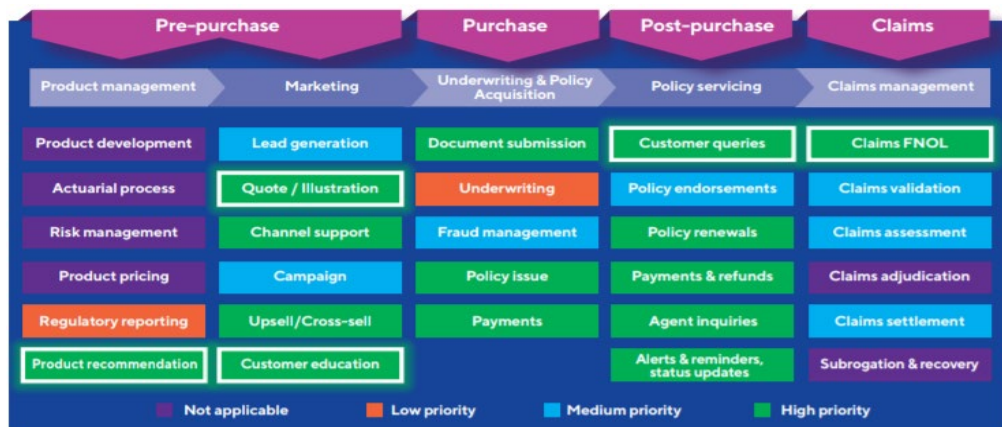 Pre-purchase
Purchase
Post-purchase
Claims
Product management
Marketing
Underwriting & Policy
Acquisition
Policy servicing
Claims management
Product development
Lead generation
Document submission
Customer queries
Claims FNOL
Actuarial process
Quote / Illustration
Underwriting
Policy endorsements
Claims validation
Risk management
Channel support
Fraud management
Policy renewals
Claims assessment
Product pricing
Campaign
Policy issue
Payments & refunds
Claims adjudication
Regulatory reporting
Upsell/Cross-sell
Payments
Agent inquiries
Claims settlement
Product recommendation
Customer education
Alerts & reminders,
status updates
Subrogation & recovery
Not applicable
Low priority
Medium priority
High priority